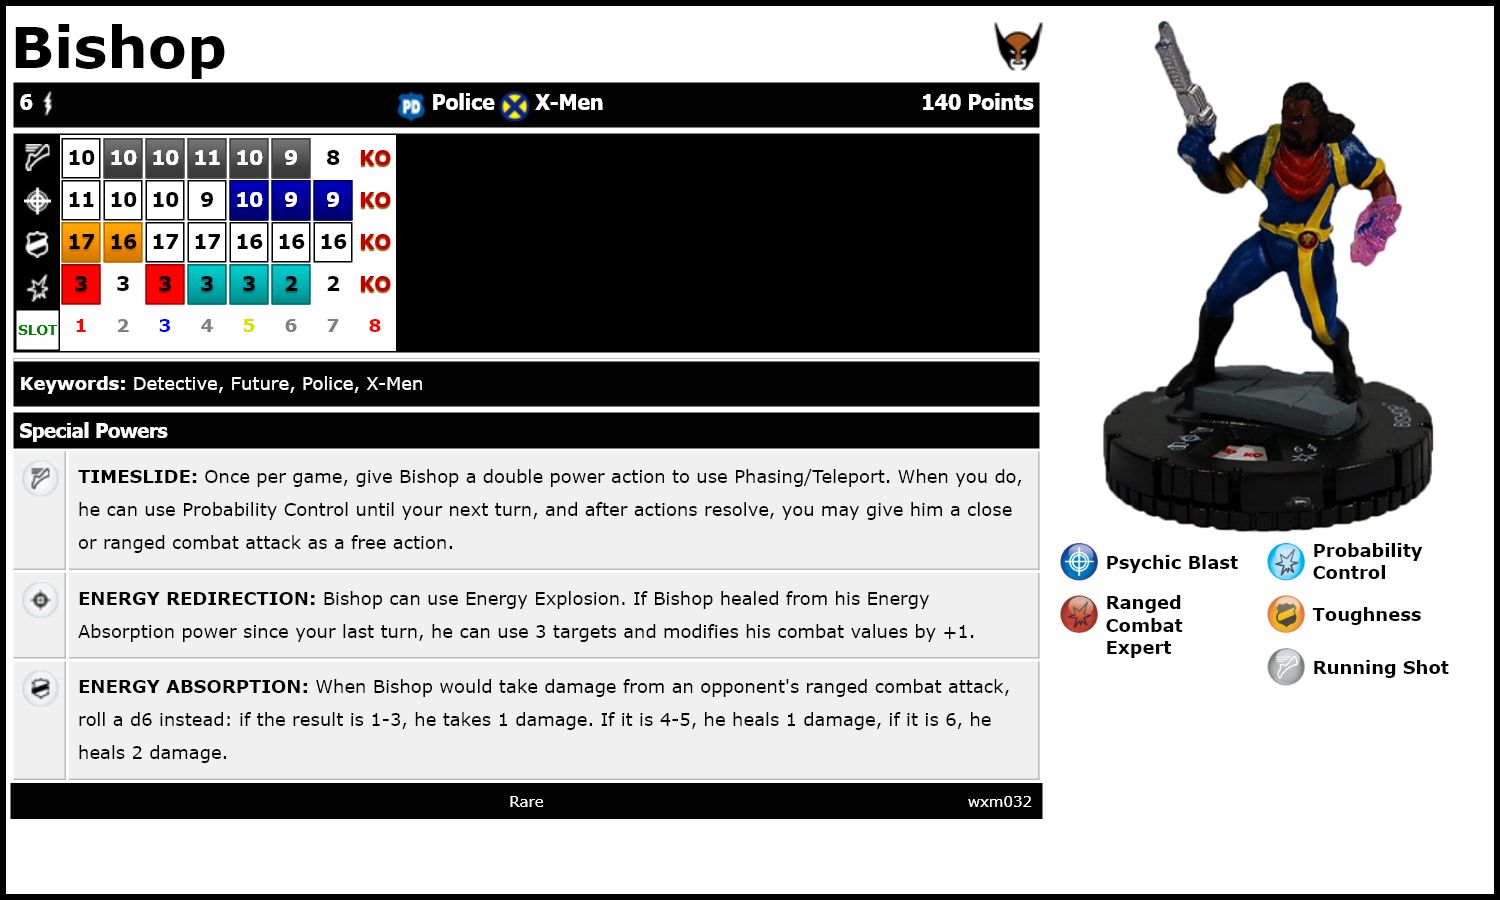 Bishop
6 PD Police X-Men 140 Points
10 10 10 11 10 9 8 KO
11 10 10 9 10 9 9 KO
17 16 17 17 16 16 16 KO
3 3 3 3 3 2 2 KO
SLOT 1 2 3 4 5 6 7 8
Keywords: Detective, Future, Police, X-Men
Special Powers
TIMESLIDE: Once per game, give Bishop a double power action to use Phasing/Teleport. When you do,
he can use Probability Control until your next turn, and after actions resolve, you may give him a close
or ranged combat attack as a free action.
ENERGY REDIRECTION: Bishop can use Energy Explosion. If Bishop healed from his Energy
Absorption power since your last turn, he can use 3 targets and modifies his combat values by +1.
ENERGY ABSORPTION: When Bishop would take damage from an opponent's ranged combat attack,
roll a d6 instead: if the result is 1-3, he takes 1 damage. If it is 4-5, he heals 1 damage, if it is 6, he
heals 2 damage.
Rare wxm032
BISHOP
KO KO
Psychic Blast
Probability
Control
Ranged
Combat
Expert
Toughness
Running Shot